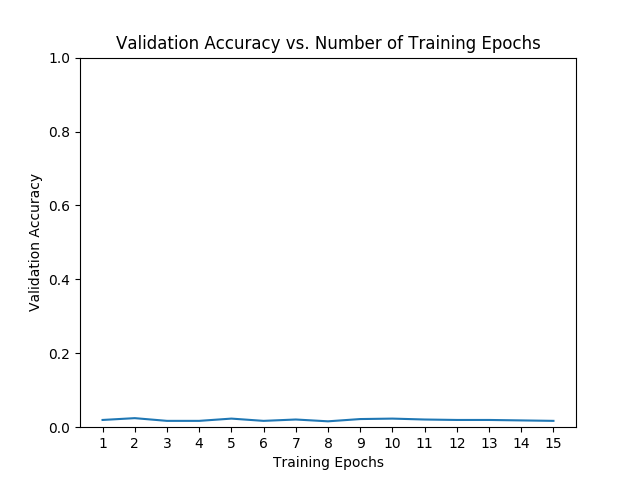 Validation Accuracy vs. Number of Training Epochs
1.0
0.8
0.6
0.4
0.2
0.0
Validation Accuracy
1 2 3 4 5 6 7 8 9 10 11 12 13 14 15
Training Epochs